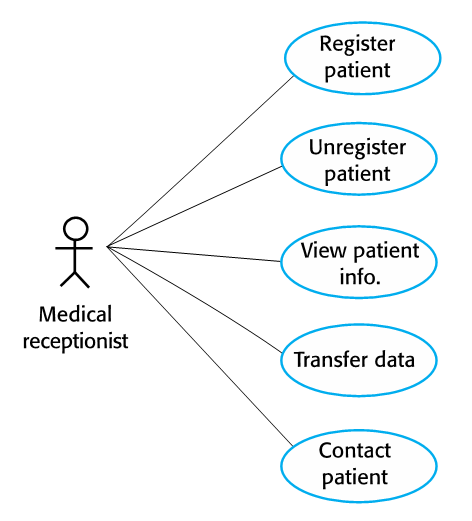 Register
patient
Unregister
patient
View patient
info.
Medical
receptionist
Transfer data
Contact
patient